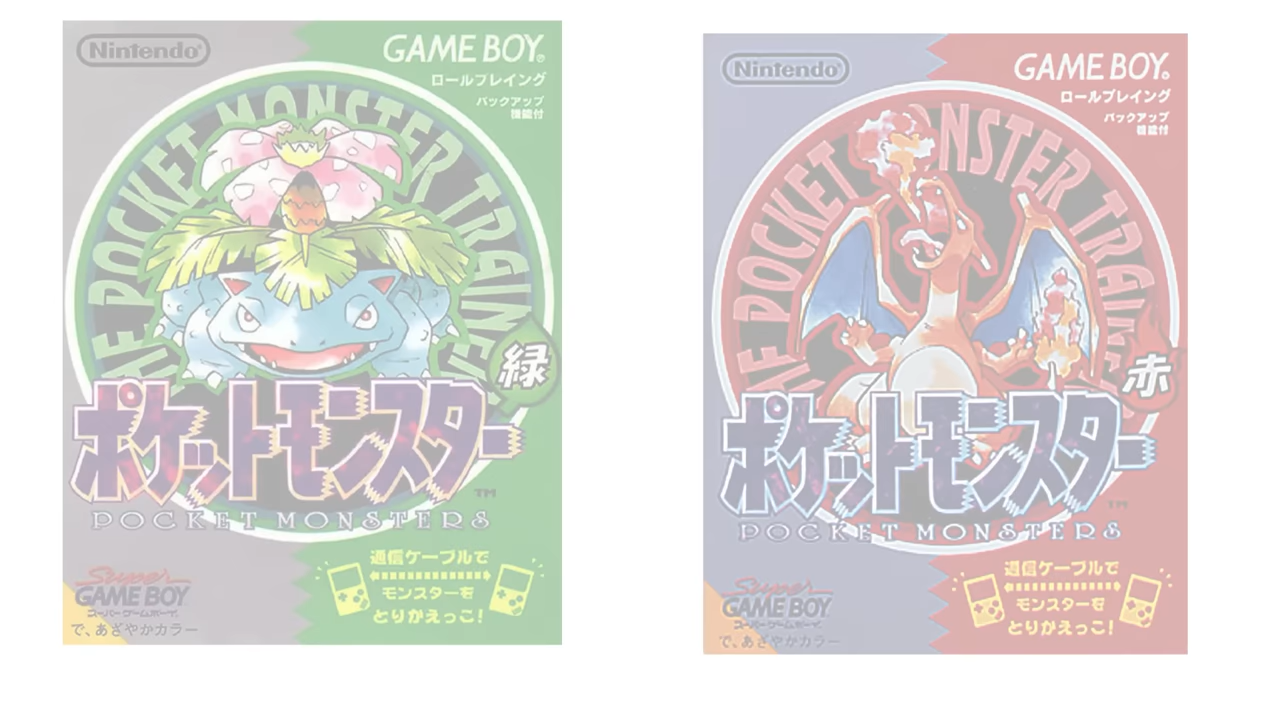 Nintendo®
GAME BOY®
ロールプレイング
バックアップ
機能付
POCKET MONSTER TRAINER
緑
ポケットモンスター
TM
POCKET MONSTERS
通信ケーブルで
モンスターを
とりかえっこ!
Super
GAME BOY
スーパーゲームボーイ
で、あざやかカラー
Nintendo®
GAME BOY®
ロールプレイング
バックアップ
機能付
POCKET MONSTER TRAINER
赤
ポケットモンスター
TM
POCKET MONSTERS
通信ケーブルで
モンスターを
とりかえっこ!
Super
GAME BOY
スーパーゲームボーイ
で、あざやかカラー